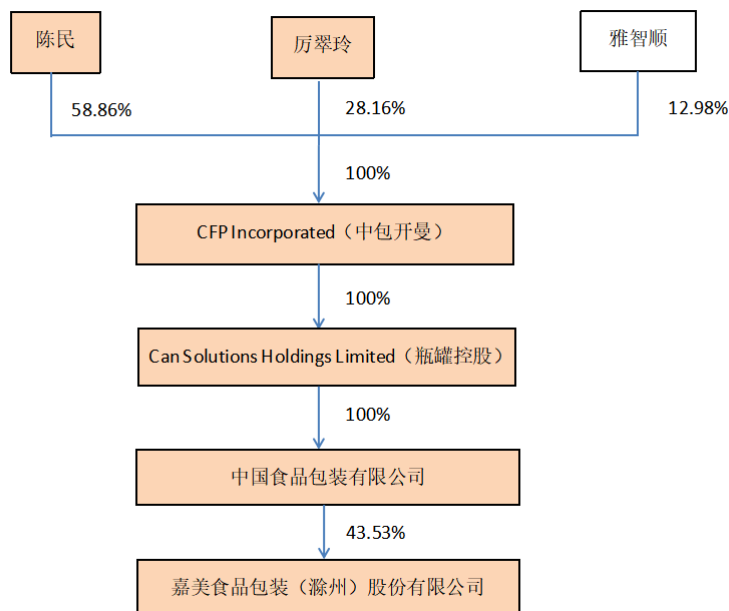 陈民
厉翠玲
雅智顺
58.86%
28.16%
12.98%
100%
CFP Incorporated（中包开曼）
100%
Can Solutions Holdings Limited（瓶罐控股）
100%
中国食品包装有限公司
43.53%
嘉美食品包装（滁州）股份有限公司